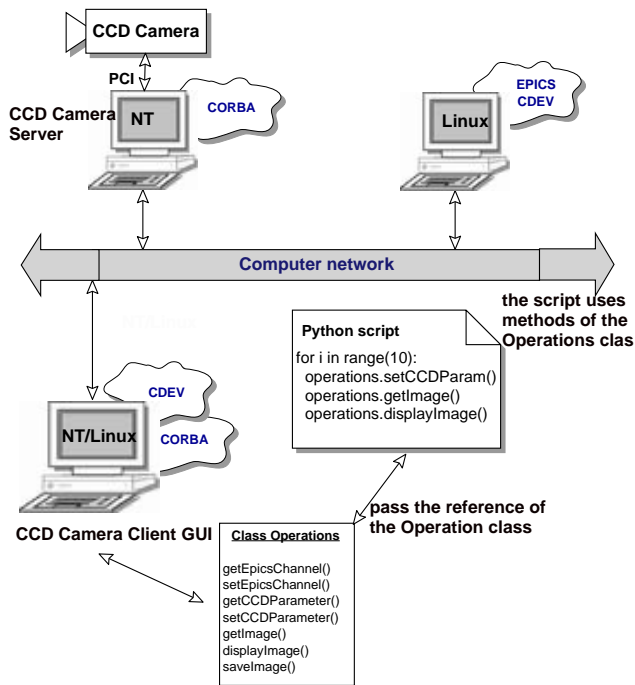 CCD Camera
PCI
CCD Camera
Server
NT
CORBA
EPICS
CDEV
Linux
Computer network
the script uses
methods of the
Operations clas
Python script
for i in range(10):
operations.setCCDParam()
operations.getImage()
operations.displayImage()
CDEV
NT/Linux
CORBA
CCD Camera Client GUI
pass the reference of
the Operation class
Class Operations
getEpicsChannel()
setEpicsChannel()
getCCDParameter()
setCCDParameter()
getImage()
displayImage()
saveImage()